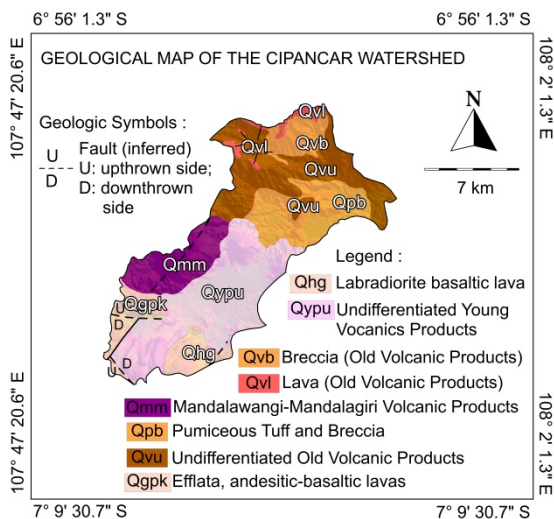 6° 56' 1.3" S
6° 56' 1.3" S
107° 47' 20.6" E
108° 2' 1.3" E
GEOLOGICAL MAP OF THE CIPANCAR WATERSHED
N
7 km
Geologic Symbols :
U
D
Fault (inferred)
U: upthrown side;
D: downthrown
side
Qvl
Qvl
Qvb
Qvu
Qvu
Qpb
Qmm
Qgpk
Qypu
Qhg
U
D
U
D
Legend :
Qhg Labradiorite basaltic lava
Qypu Undifferentiated Young
Vocanics Products
Qvb Breccia (Old Volcanic Products)
Qvl Lava (Old Volcanic Products)
Qmm Mandalawangi-Mandalagiri Volcanic Products
Qpb Pumiceous Tuff and Breccia
Qvu Undifferentiated Old Volcanic Products
Qgpk Efflata, andesitic-basaltic lavas
107° 47' 20.6" E
108° 2' 1.3" E
7° 9' 30.7" S
7° 9' 30.7" S